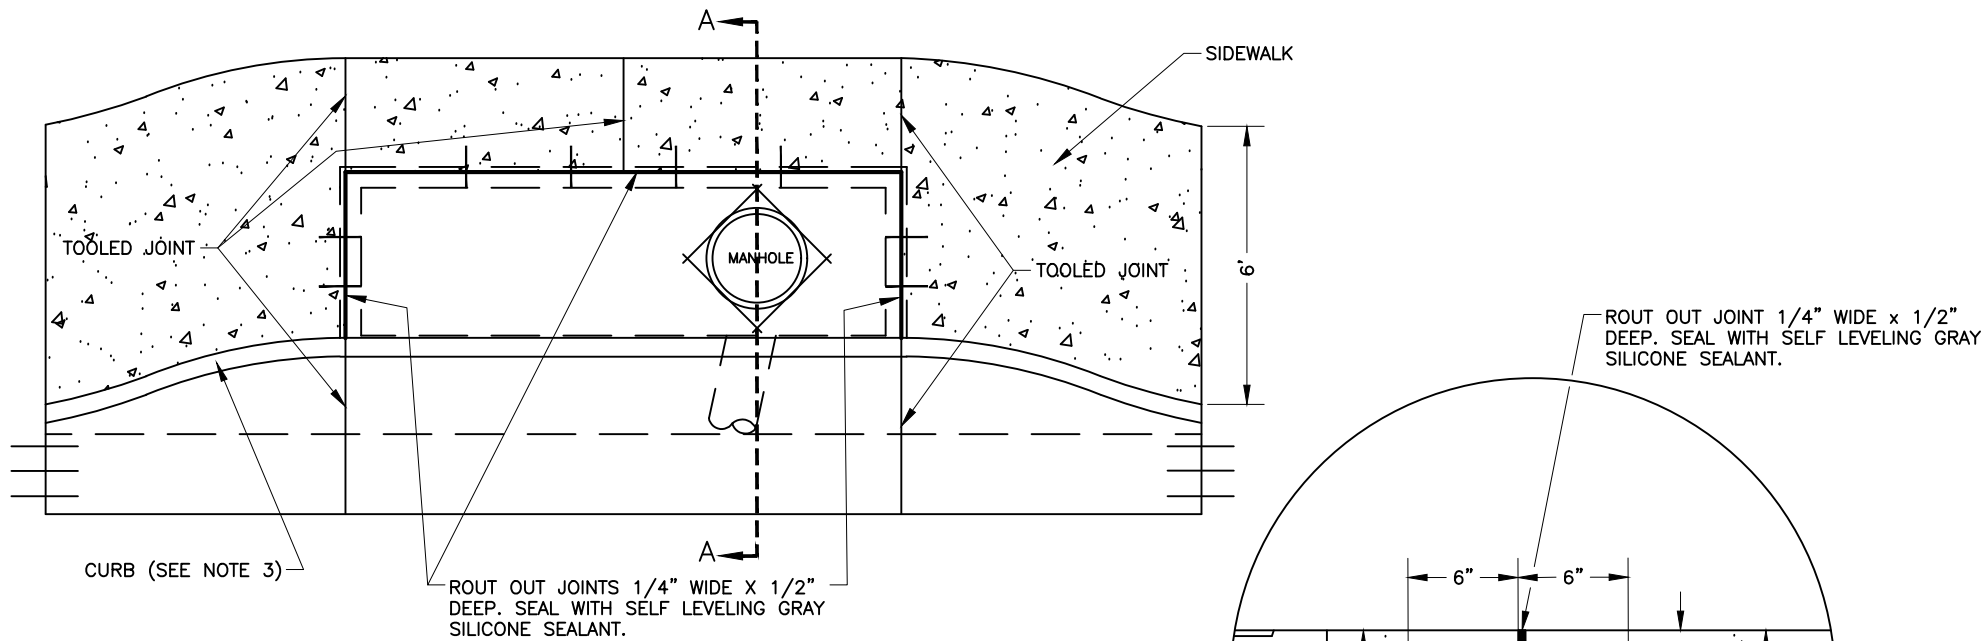 A
SIDEWALK
TOOLED JOINT
MANHOLE
TOOLED JOINT
6'
ROUT OUT JOINT 1/4" WIDE x 1/2"
DEEP. SEAL WITH SELF LEVELING GRAY
SILICONE SEALANT.
A
CURB (SEE NOTE 3)
ROUT OUT JOINTS 1/4" WIDE X 1/2"
DEEP. SEAL WITH SELF LEVELING GRAY
SILICONE SEALANT.
6" 6"